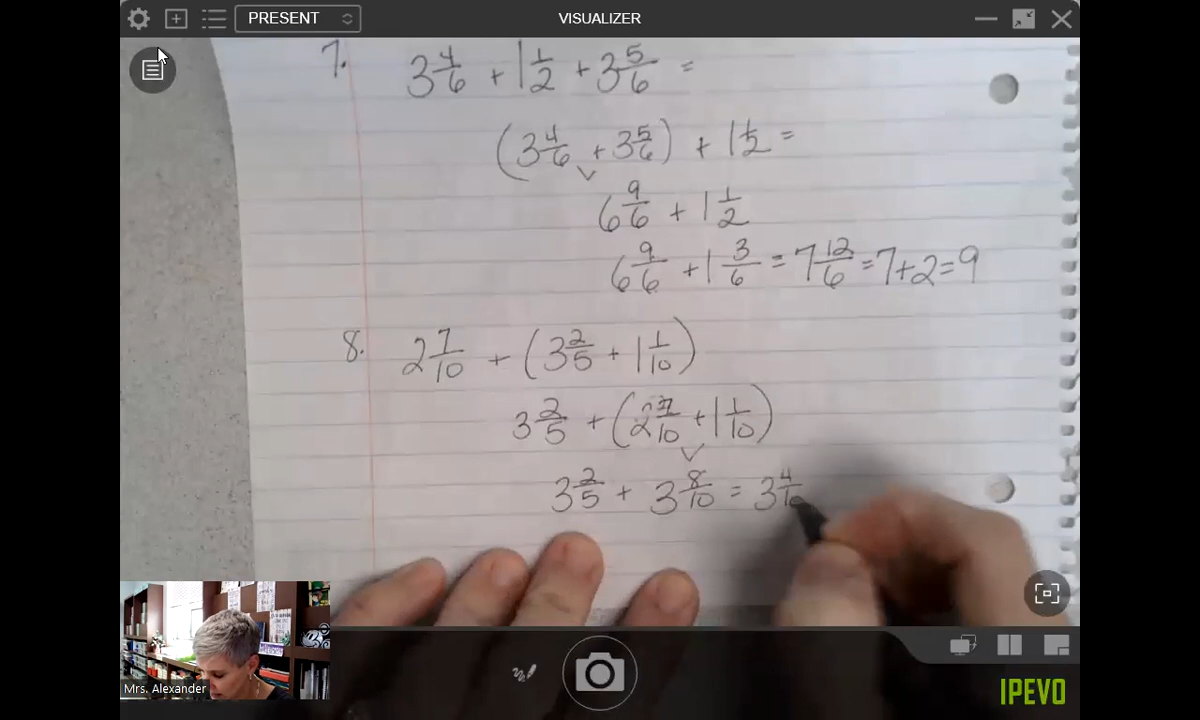 PRESENT
VISUALIZER
7. 3 4/6 + 1 1/2 + 3 5/6 =
(3 4/6 + 3 5/6) + 1 1/2 =
6 9/6 + 1 1/2
6 9/6 + 1 3/6 = 7 12/6 = 7 + 2 = 9
8. 2 7/10 + (3 2/5 + 1 1/10)
3 2/5 + (2 7/10 + 1 1/10)
3 2/5 + 3 8/10 = 3 4/10
Mrs. Alexander
IPEVO